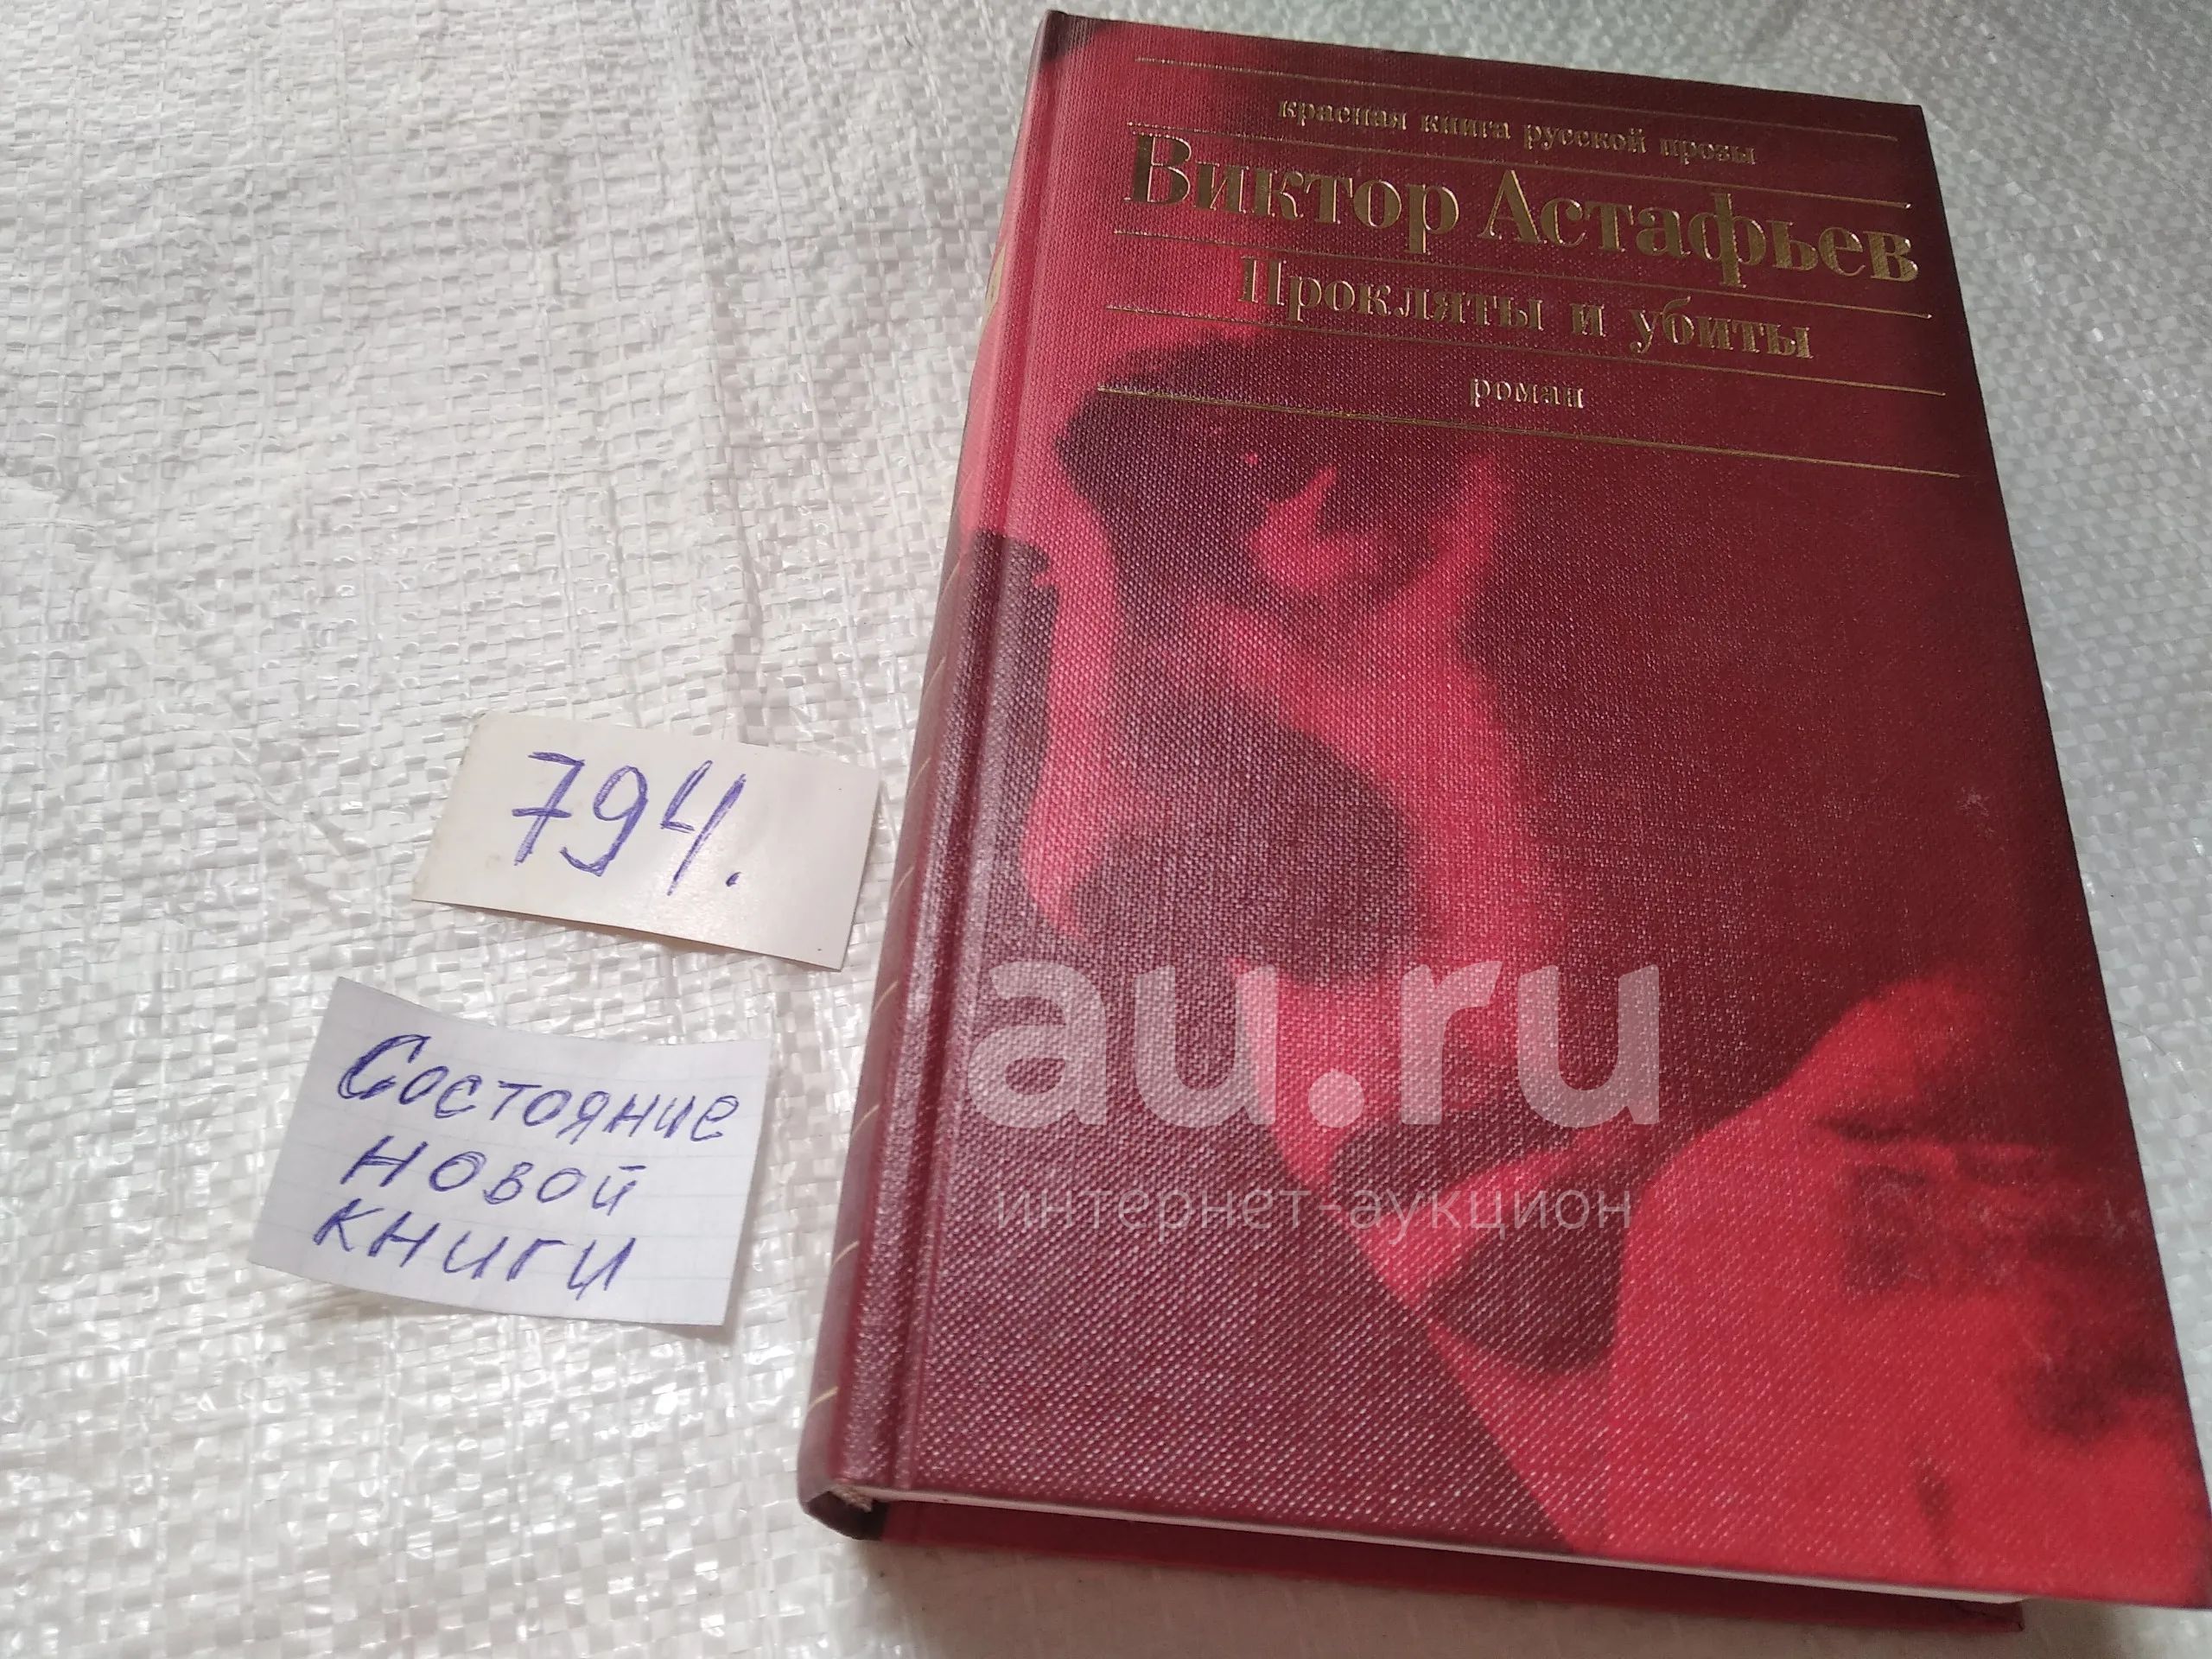 красная книга русской прозы
Виктор Астафьев
Прокляты и убиты
роман
794.
Состояние
новой
книги
au.ru
интернет-аукцион